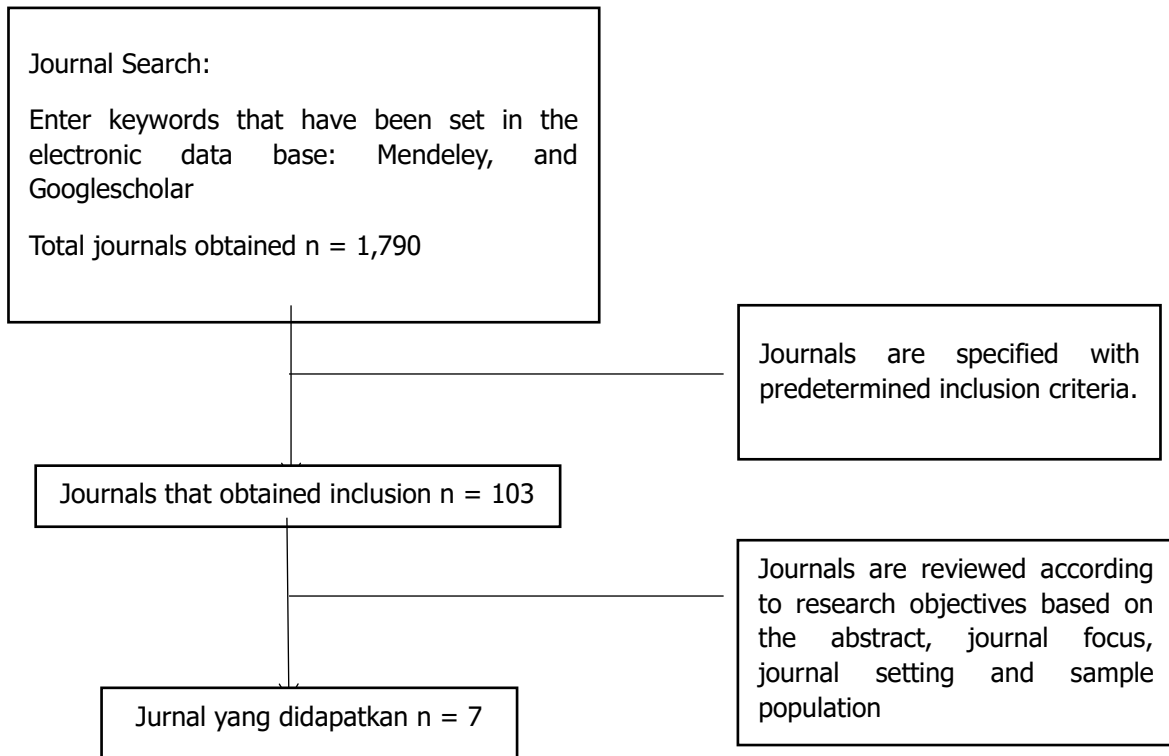 Journal Search:
Enter keywords that have been set in the
electronic data base: Mendeley, and
Googlescholar
Total journals obtained n = 1,790
Journals are specified with
predetermined inclusion criteria.
Journals that obtained inclusion n = 103
Journals are reviewed according
to research objectives based on
the abstract, journal focus,
journal setting and sample
population
Jurnal yang didapatkan n = 7